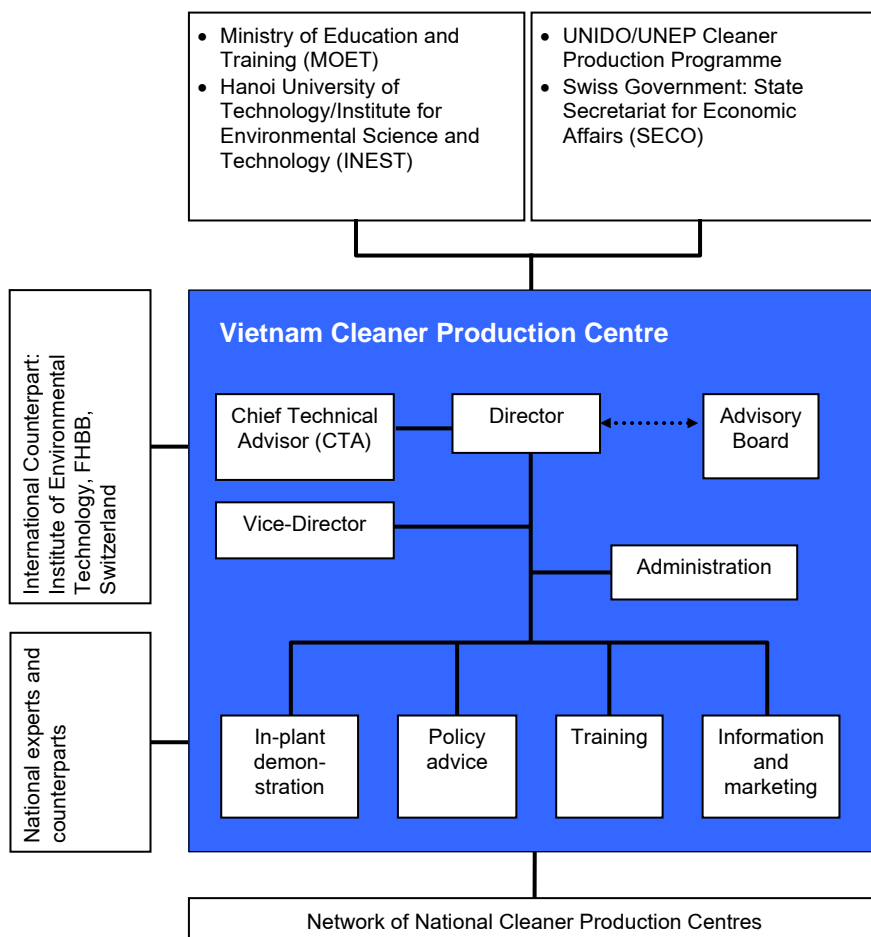 • Ministry of Education and
Training (MOET)
• Hanoi University of
Technology/Institute for
Environmental Science and
Technology (INEST)
• UNIDO/UNEP Cleaner
Production Programme
• Swiss Government: State
Secretariat for Economic
Affairs (SECO)
International Counterpart:
Institute of Environmental
Technology, FHBB,
Switzerland
National experts and
counterparts
Vietnam Cleaner Production Centre
Chief Technical
Advisor (CTA)
Director
Advisory
Board
Vice-Director
Administration
In-plant
demon-
stration
Policy
advice
Training
Information
and
marketing
Network of National Cleaner Production Centres